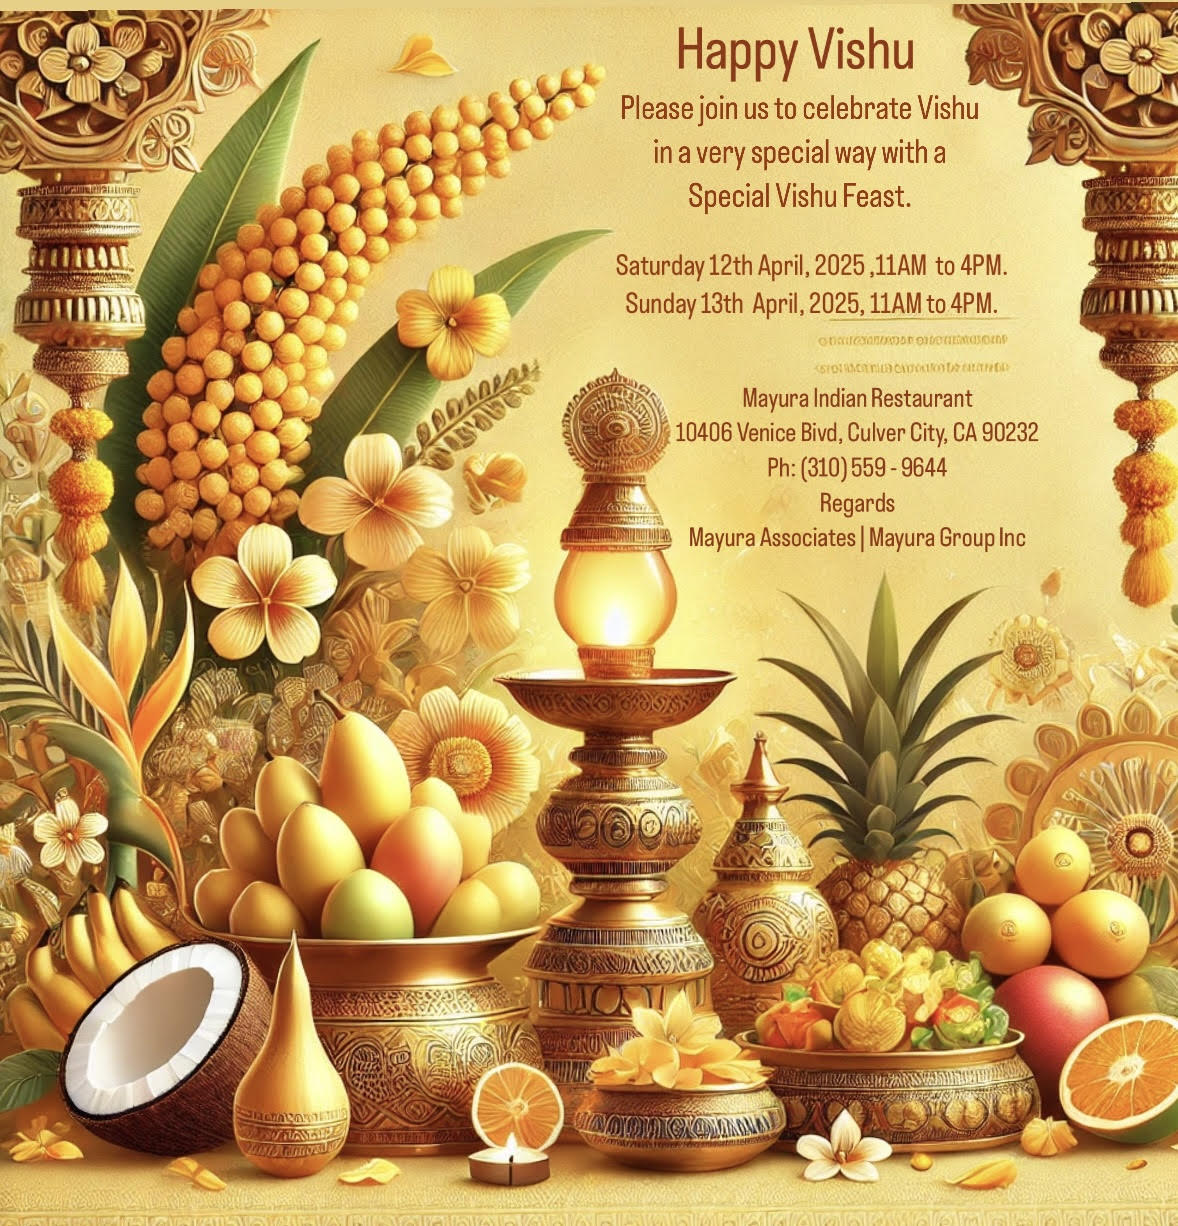 Happy Vishu
Please join us to celebrate Vishu
in a very special way with a
Special Vishu Feast.
Saturday 12th April, 2025 ,11AM to 4PM.
Sunday 13th April, 2025, 11AM to 4PM.
Mayura Indian Restaurant
10406 Venice Bivd, Culver City, CA 90232
Ph: (310) 559 - 9644
Regards
Mayura Associates | Mayura Group Inc